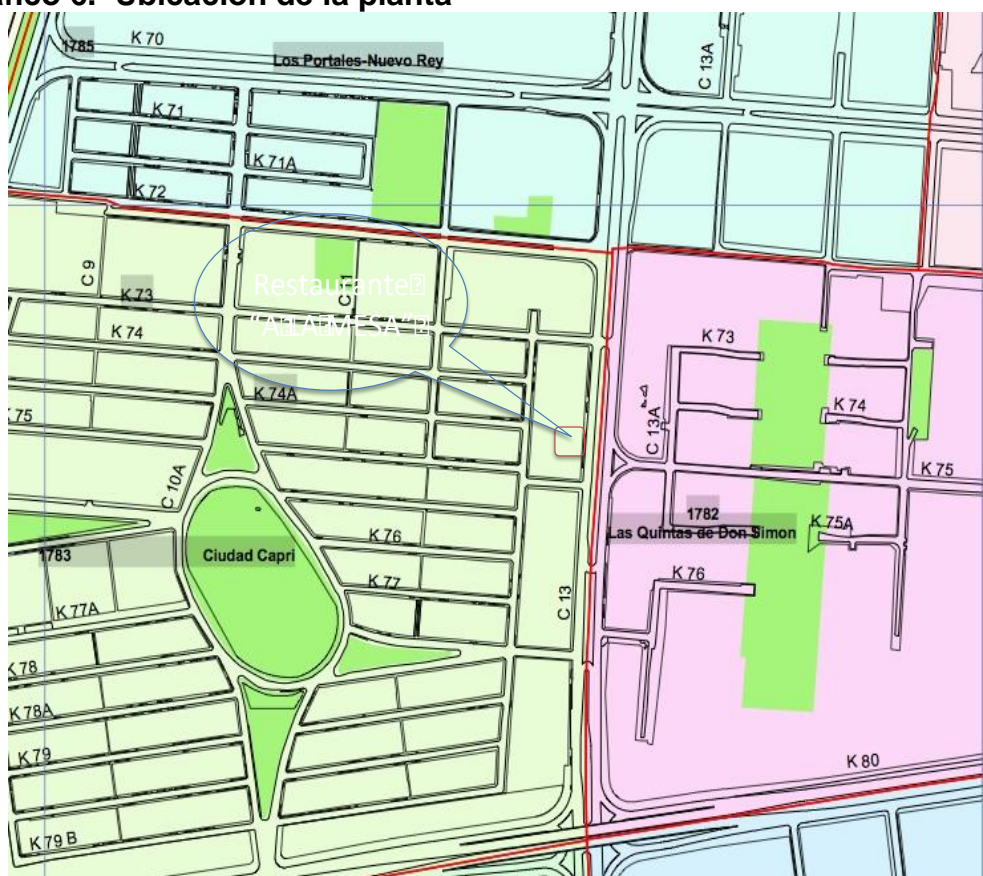 Ubicación de la planta
K 70
1785
Los Portales-Nuevo Rey
C 13A
K 71
K 71A
K 72
C 9
C 1
Restaurante
K 73
K 74
K 73
K 74A
K 74
75
C 13A
K 75
C 10A
1782
K 76
Las Quintas de Don Simon
K 75A
1783
Ciudad Capri
K 77
K 76
C 13
K 77A
K 78
K 78A
K 79
K 80
K 79 B